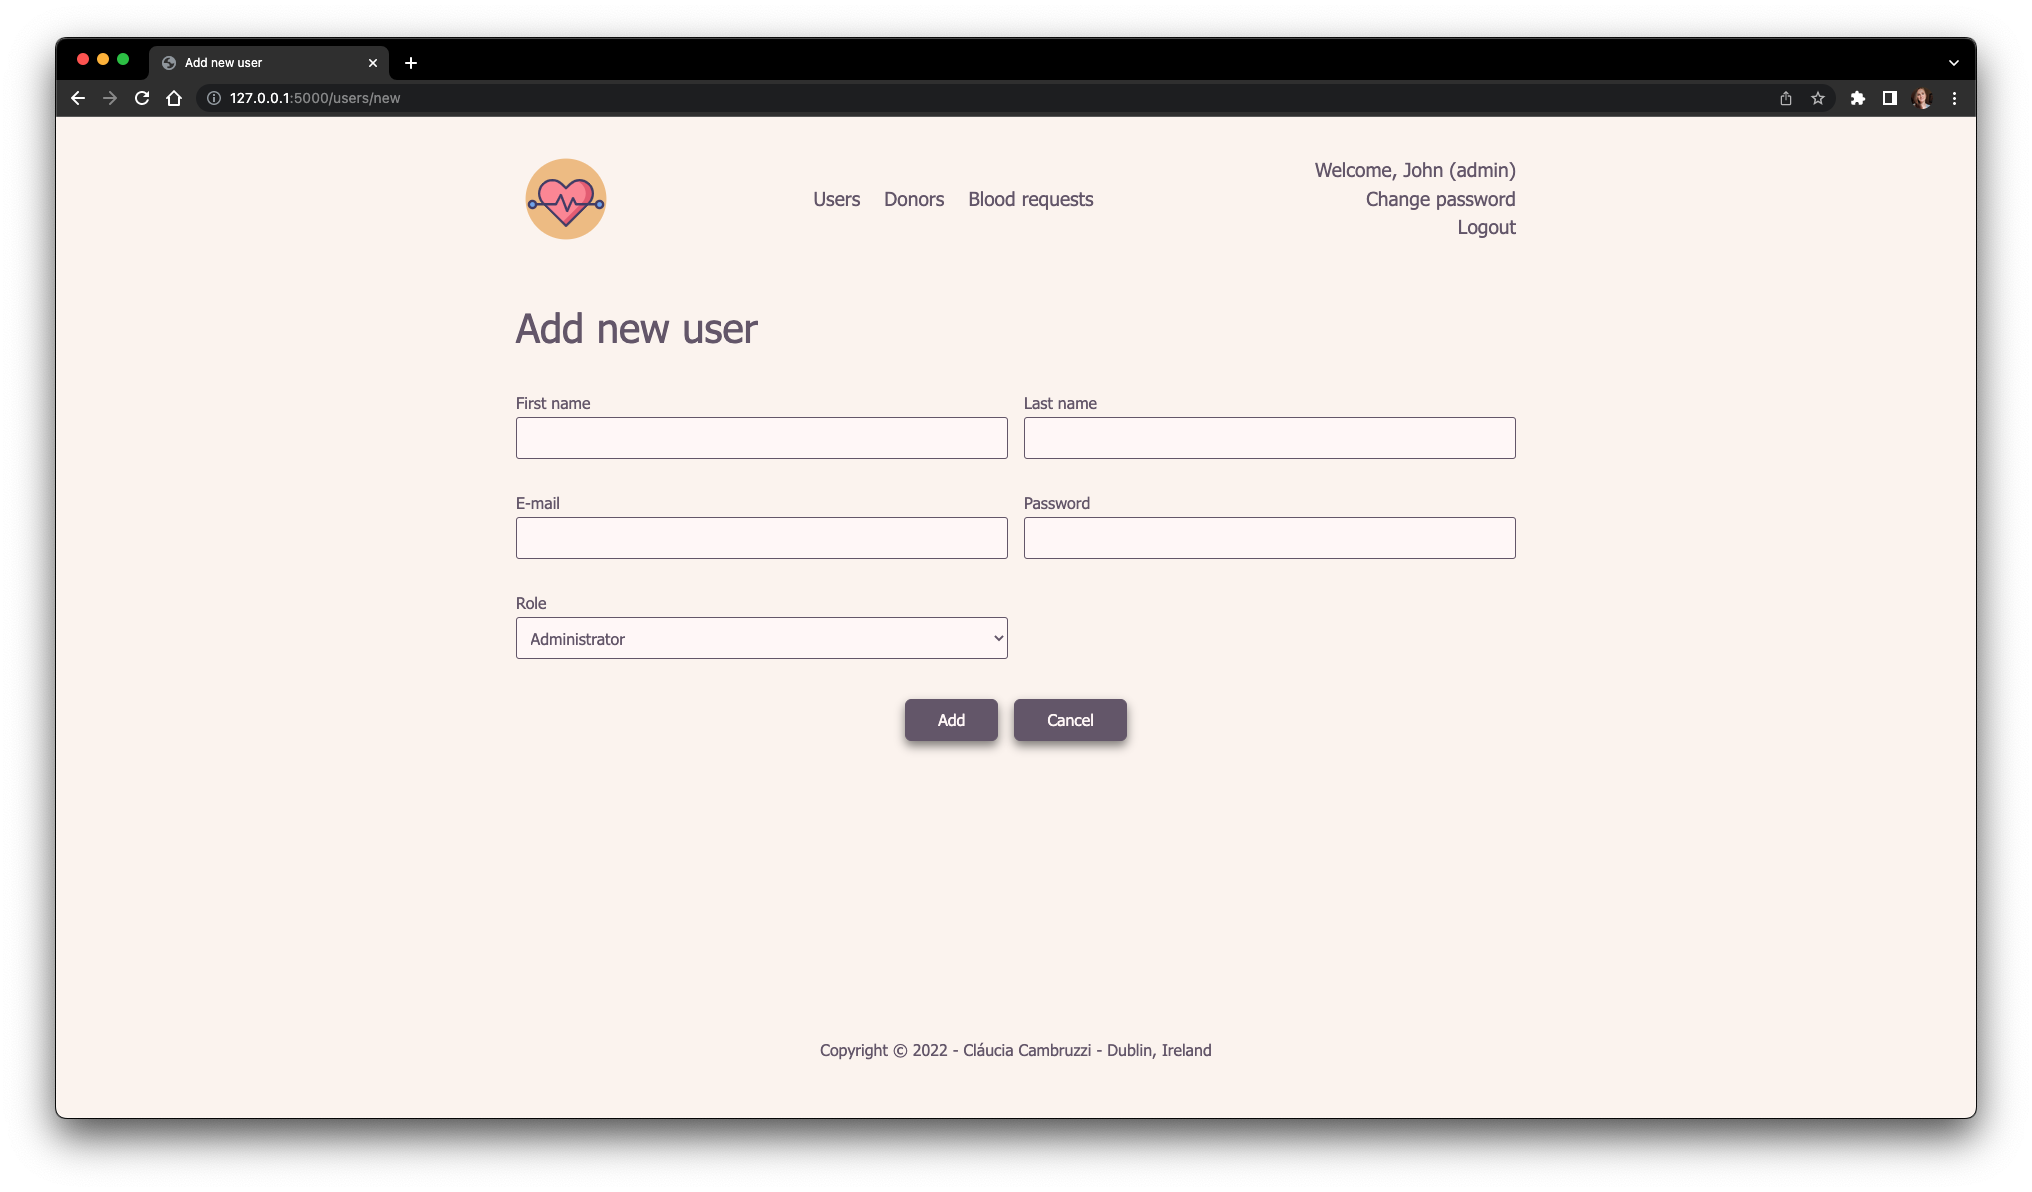 Add new user
127.0.0.1:5000/users/new
Welcome, John (admin)
Users Donors Blood requests
Change password
Logout
Add new user
First name
Last name
E-mail
Password
Role
Administrator
Add
Cancel
Copyright © 2022 - Cláucia Cambruzzi - Dublin, Ireland